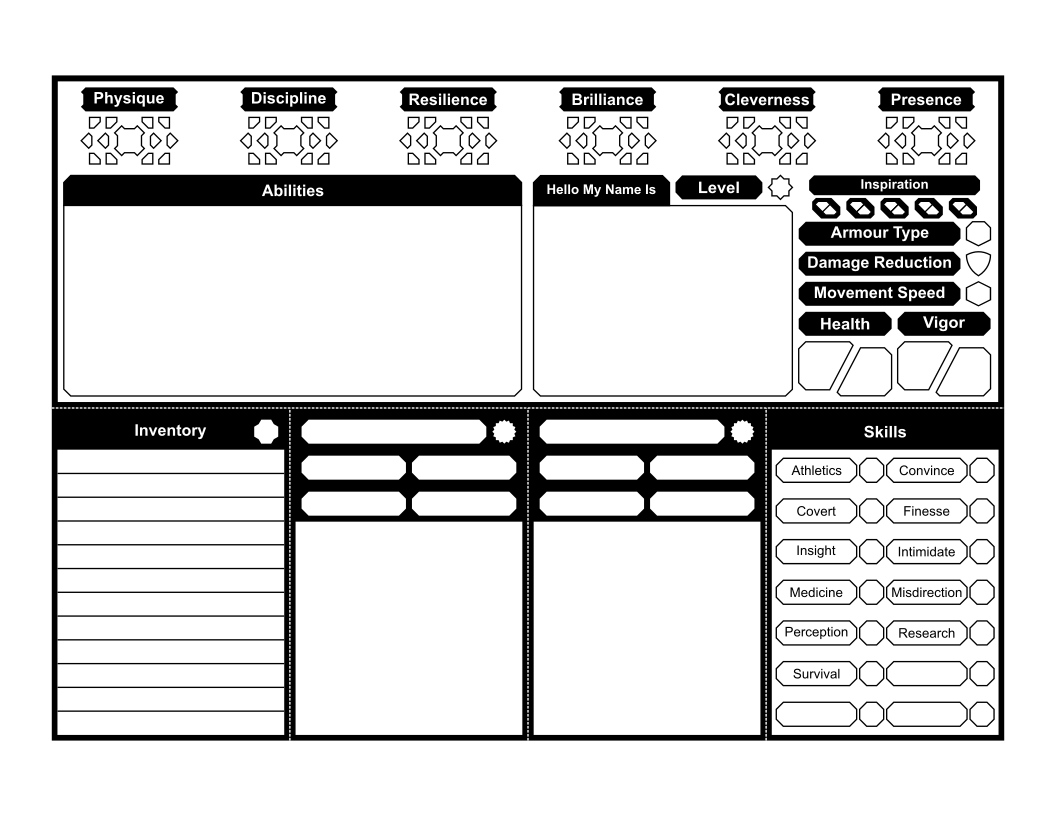 Physique
Discipline
Resilience
Brilliance
Cleverness
Presence
Abilities
Hello My Name Is
Level
Inspiration
Armour Type
Damage Reduction
Movement Speed
Health
Vigor
Inventory
Skills
Athletics
Convince
Covert
Finesse
Insight
Intimidate
Medicine
Misdirection
Perception
Research
Survival